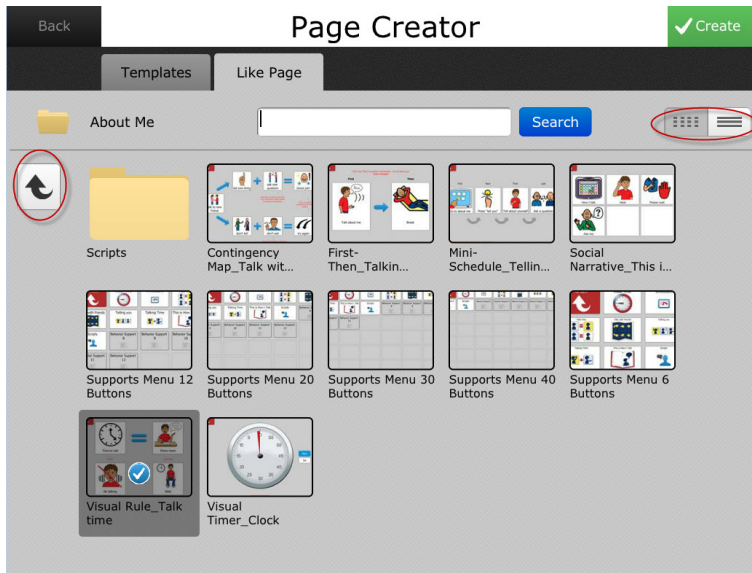 Back
Page Creator
Create
Templates
Like Page
About Me
Search
Scripts
Contingency
Map_Talk wit...
First-
Then_Talkin...
Mini-
Schedule_Tellin...
Social
Narrative_This i...
Supports Menu 12
Buttons
Supports Menu 20
Buttons
Supports Menu 30
Buttons
Supports Menu 40
Buttons
Supports Menu 6
Buttons
Visual Rule_Talk
time
Visual
Timer_Clock